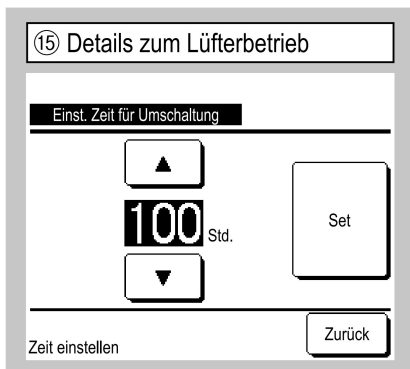 ⑮ Details zum Lüfterbetrieb
Einst. Zeit für Umschaltung
▲
100 Std.
▼
Set
Zeit einstellen
Zurück